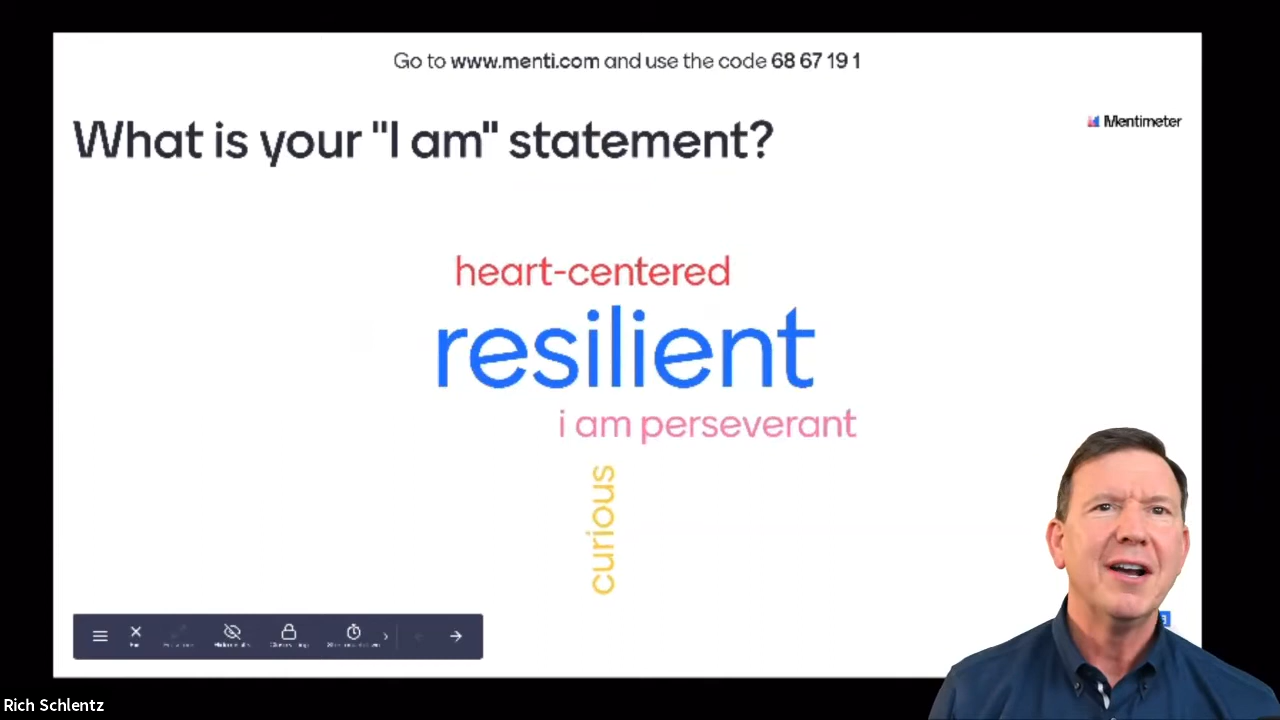 Go to www.menti.com and use the code 68 67 19 1
What is your "I am" statement?
Mentimeter
heart-centered
resilient
i am perseverant
curious
Rich Schlentz